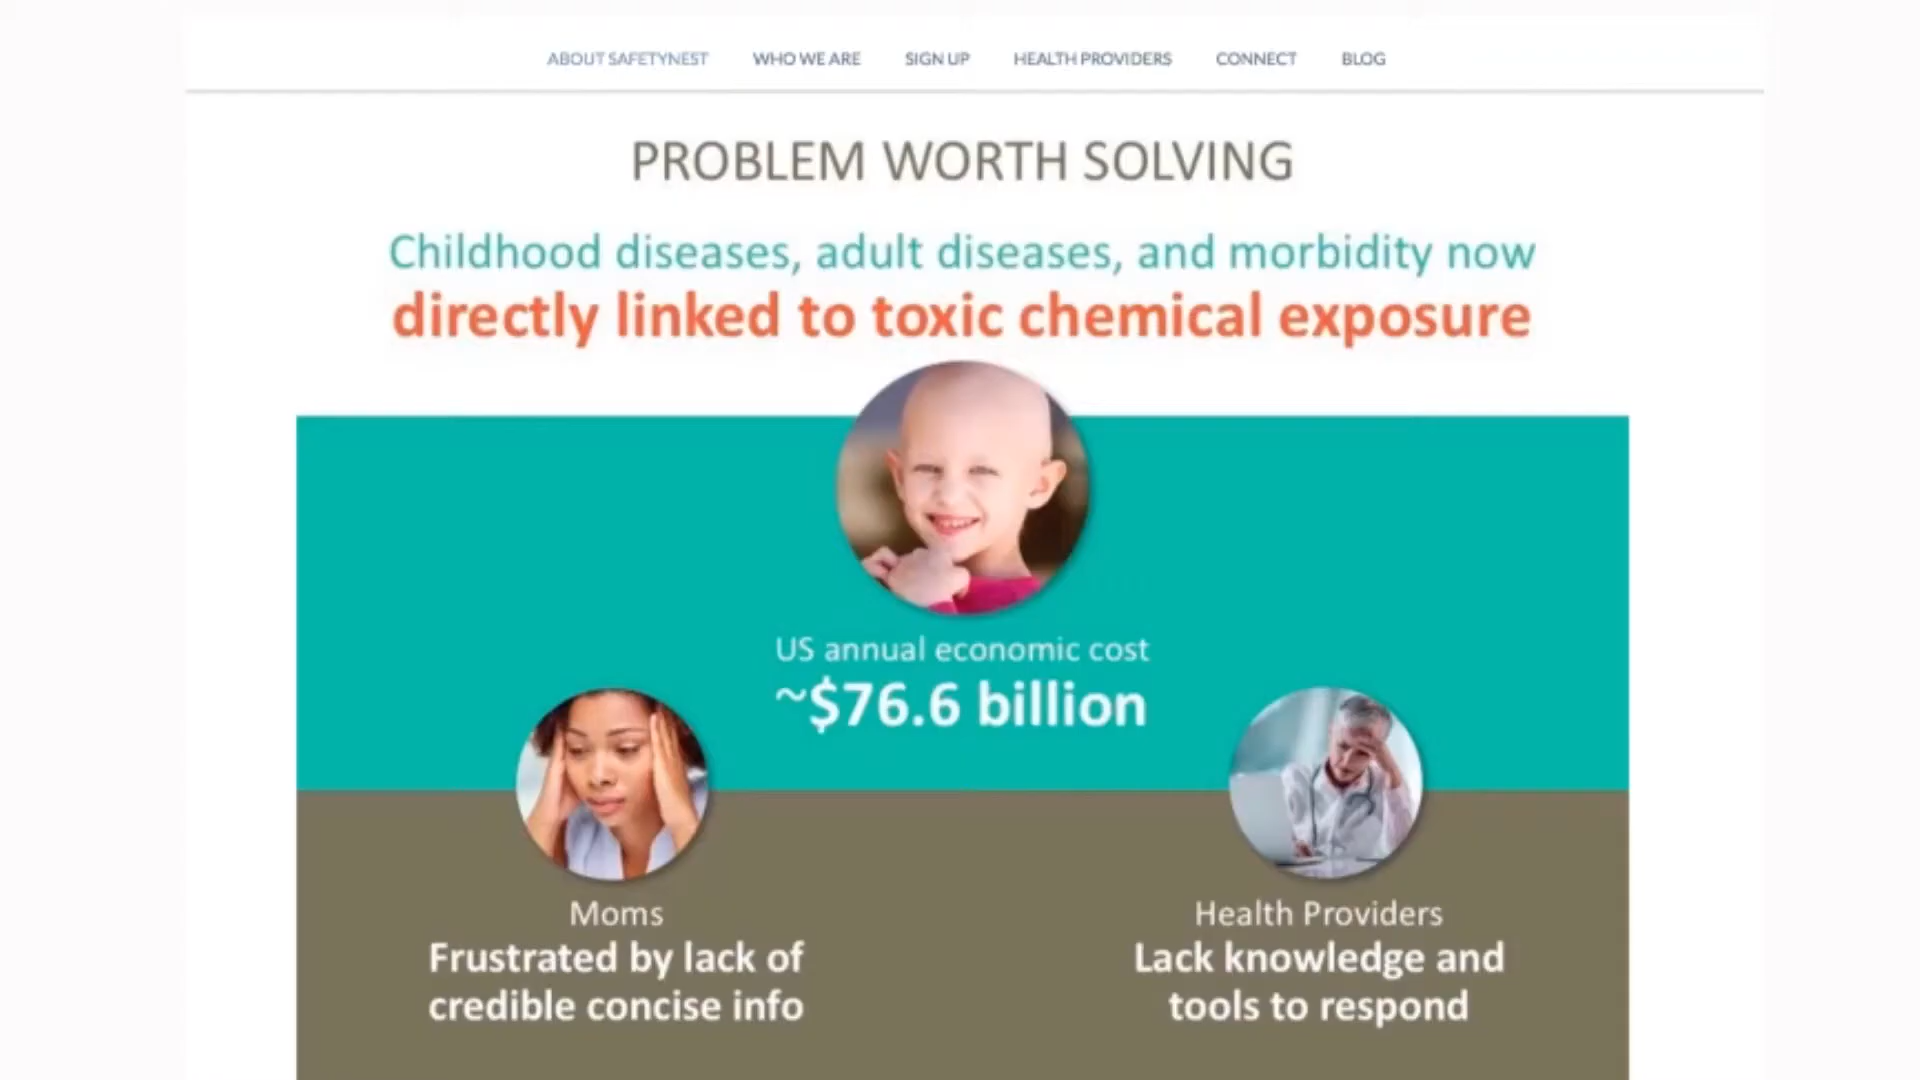 ABOUT SAFETYNEST WHO WE ARE SIGN UP HEALTH PROVIDERS CONNECT BLOG
PROBLEM WORTH SOLVING
Childhood diseases, adult diseases, and morbidity now
directly linked to toxic chemical exposure
US annual economic cost
~$76.6 billion
Moms
Frustrated by lack of
credible concise info
Health Providers
Lack knowledge and
tools to respond